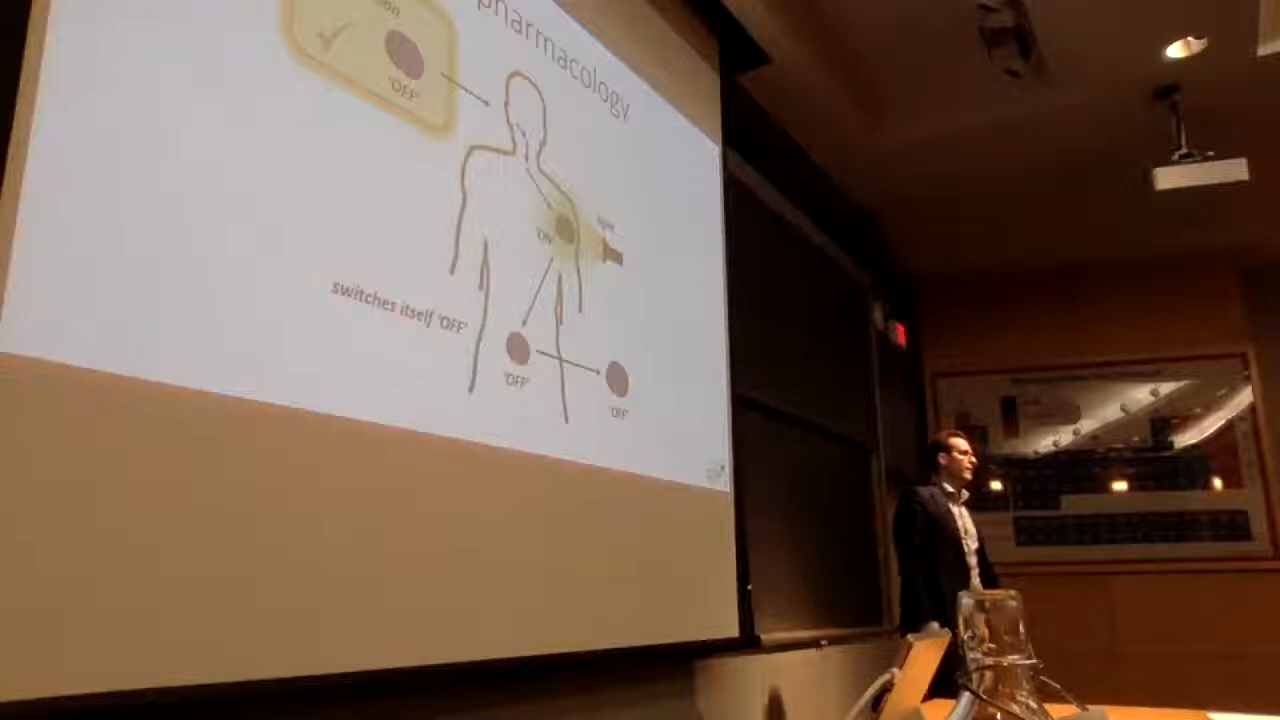 pharmacology
'OFF'
light
'ON'
switches itself 'OFF'
'OFF'
'OFF'